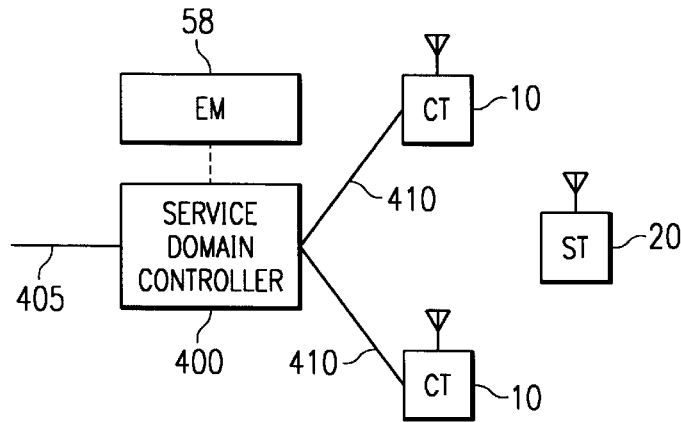 58
EM
CT
10
410
SERVICE
DOMAIN
CONTROLLER
ST
20
405
400
410
CT
10